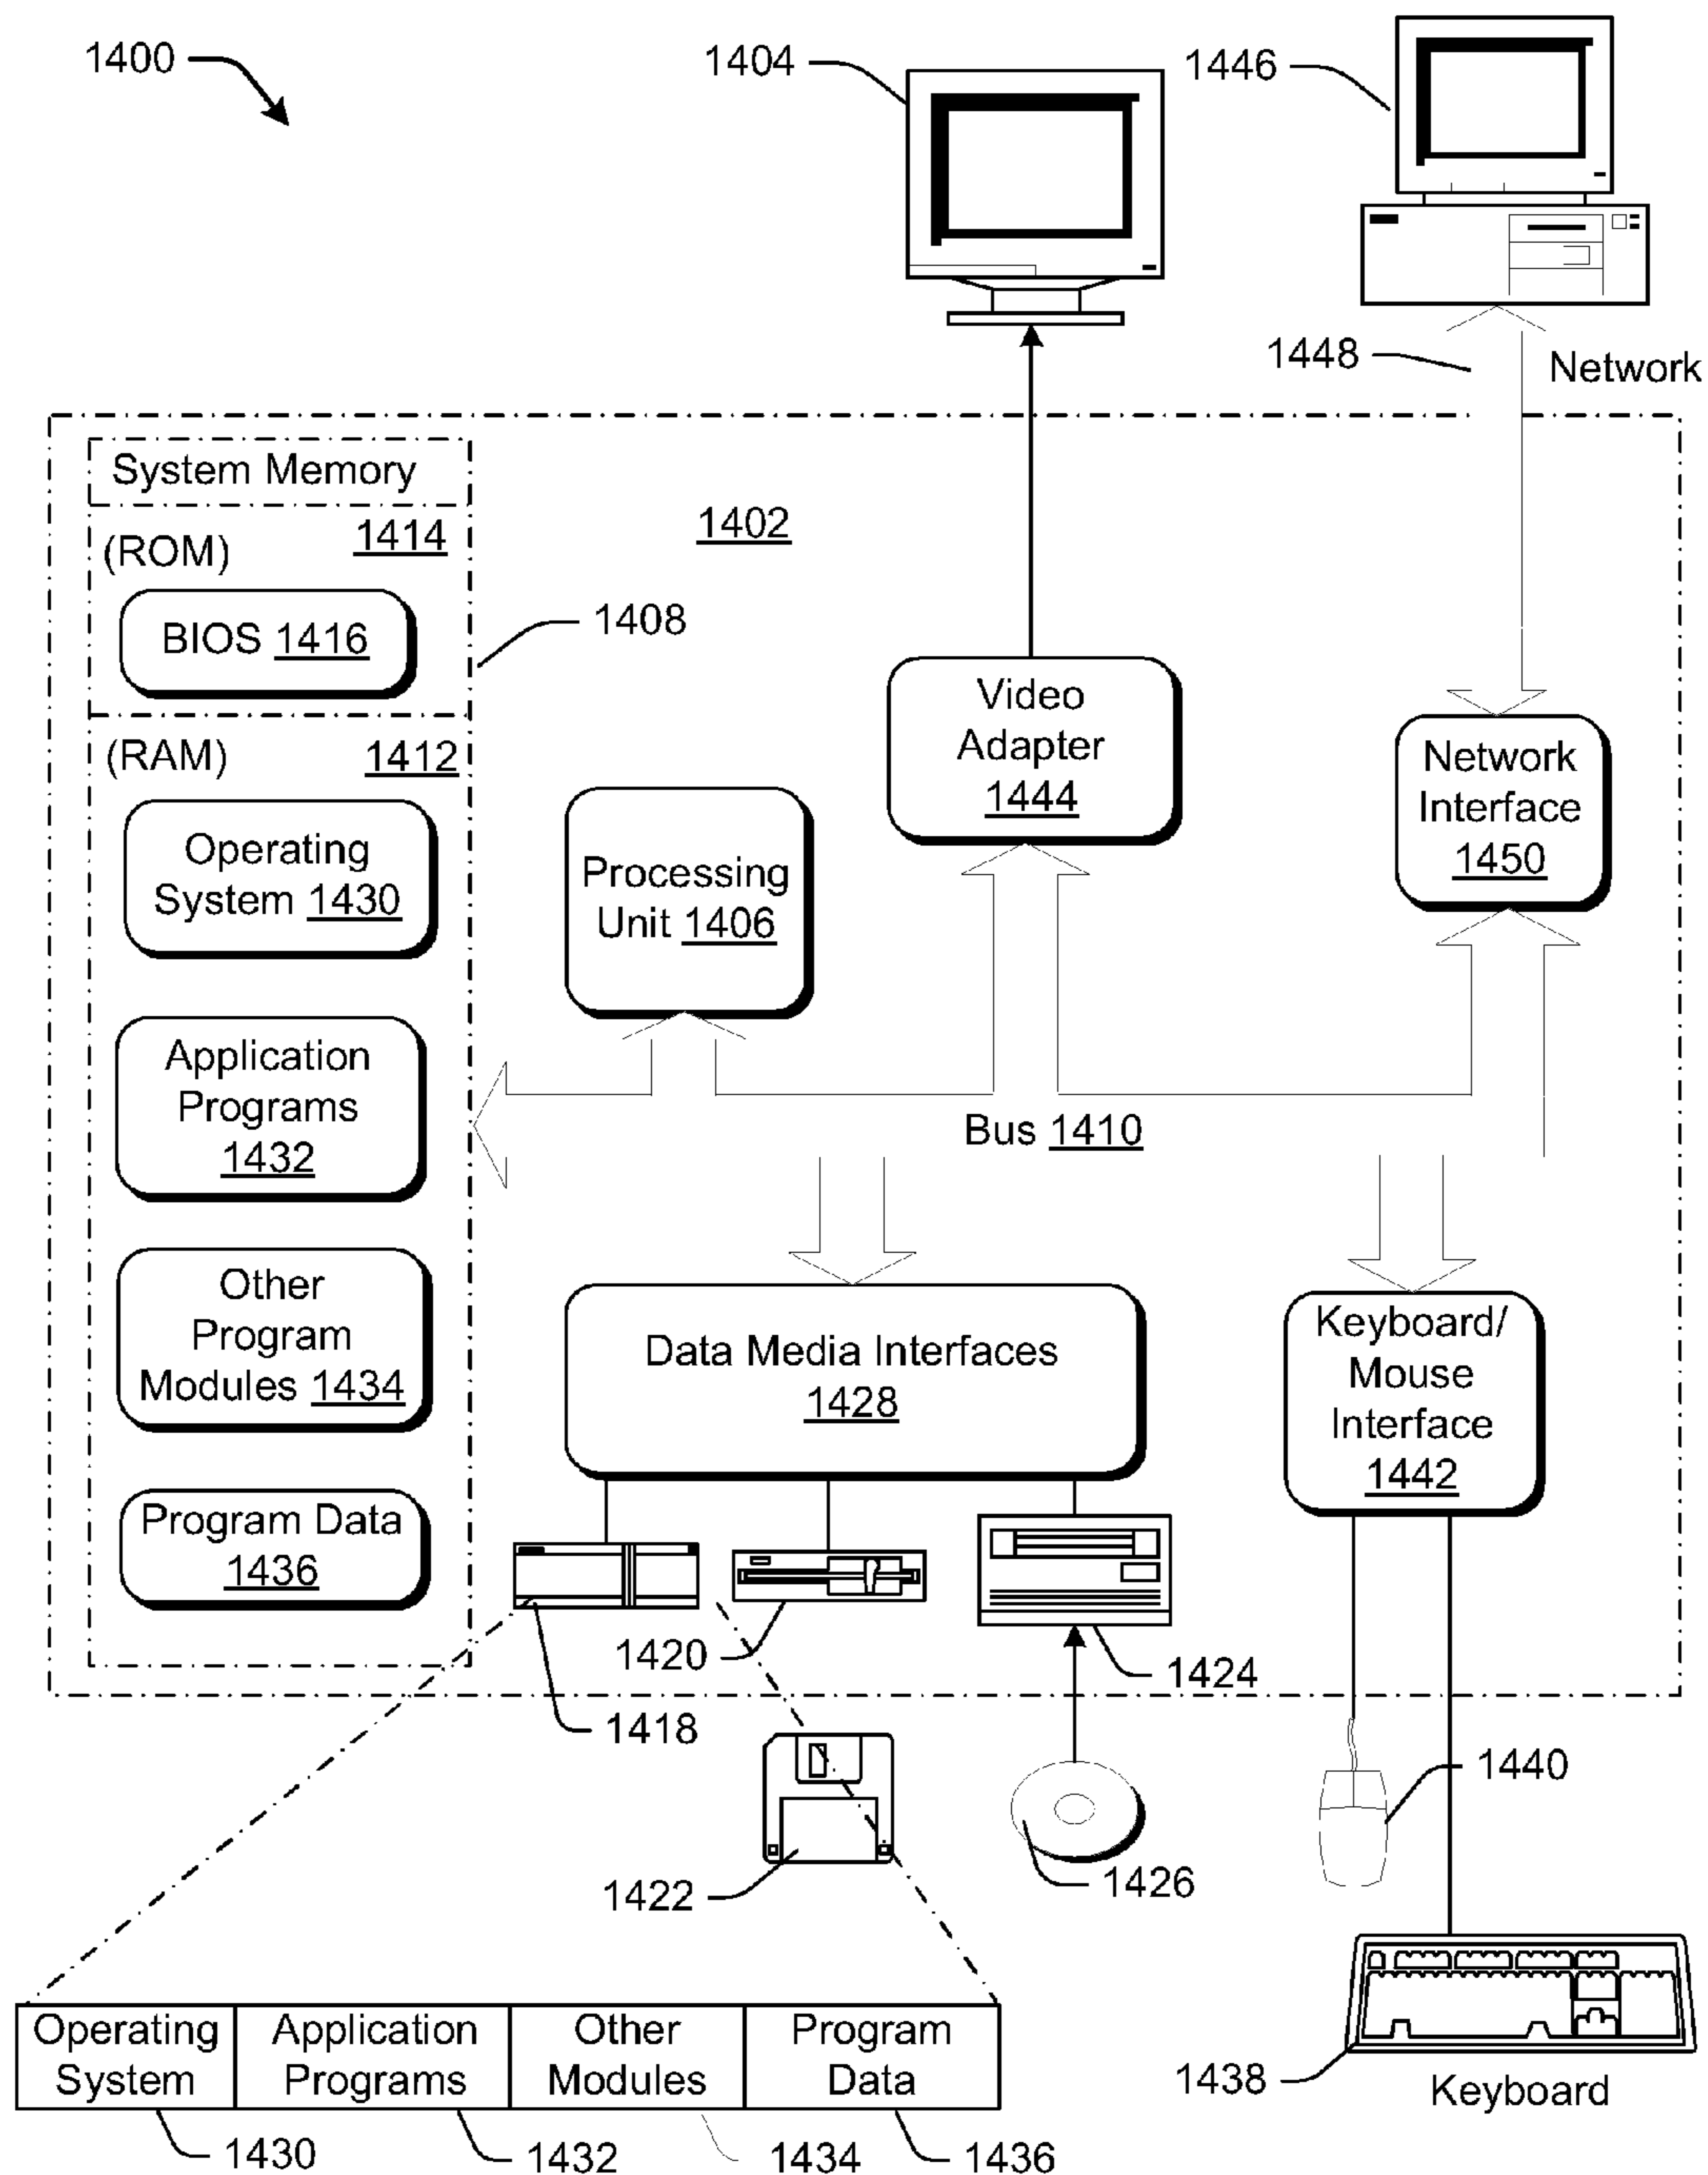 1400
1404
1446
1448
Network
System Memory
(ROM) 1414
BIOS 1416
1402
1408
(RAM) 1412
Operating
System 1430
Application
Programs
1432
Other
Program
Modules 1434
Program Data
1436
Processing
Unit 1406
Video
Adapter
1444
Network
Interface
1450
Bus 1410
Data Media Interfaces
1428
Keyboard/
Mouse
Interface
1442
1420
1424
1418
1440
1422
1426
1438
Keyboard
Operating
System
Application
Programs
Other
Modules
Program
Data
1430
1432
1434
1436